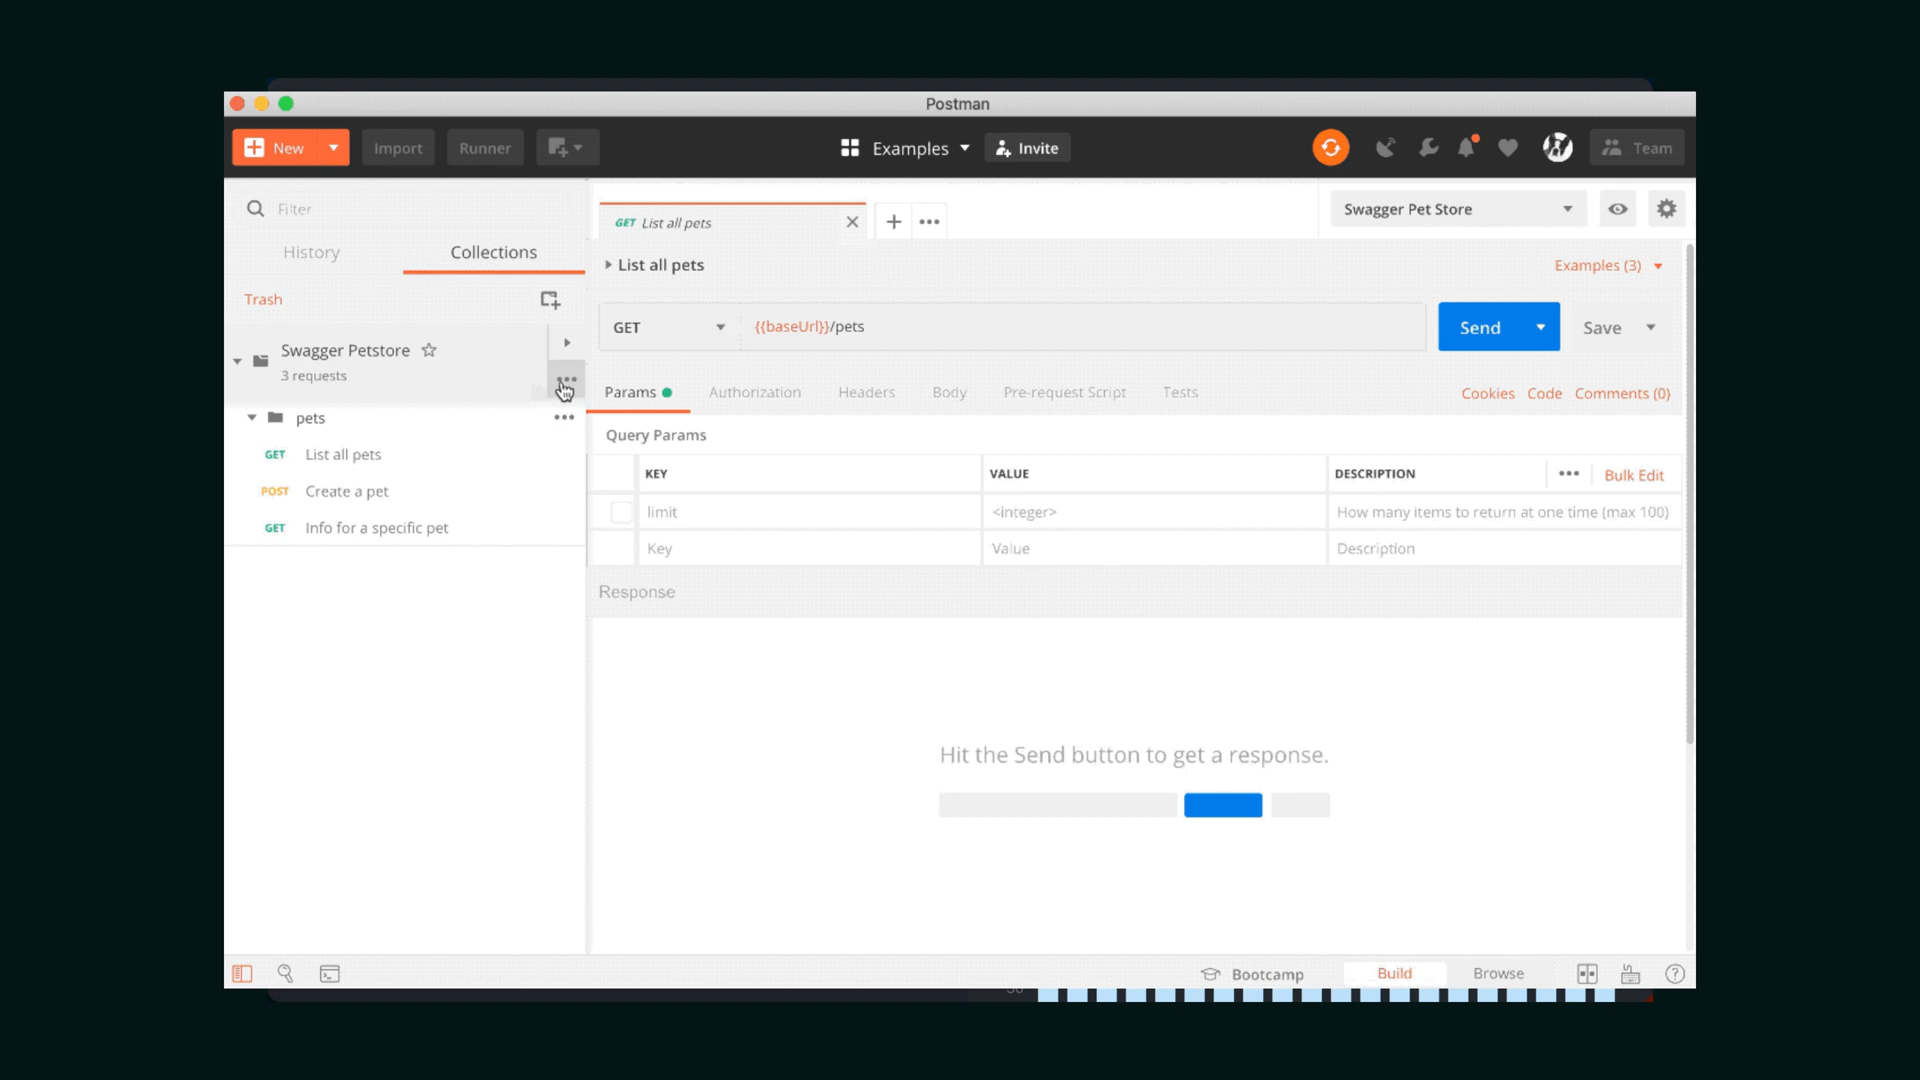 Postman
New
Import
Runner
Examples
Invite
Team
Filter
History
Collections
Trash
Swagger Petstore
3 requests
pets
GET List all pets
POST Create a pet
GET Info for a specific pet
GET List all pets
Swagger Pet Store
List all pets
Examples (3)
GET
{{baseUrl}}/pets
Send
Save
Params
Authorization
Headers
Body
Pre-request Script
Tests
Cookies
Code
Comments (0)
Query Params
KEY
VALUE
DESCRIPTION
Bulk Edit
limit
<integer>
How many items to return at one time (max 100)
Key
Value
Description
Response
Hit the Send button to get a response.
Bootcamp
Build
Browse